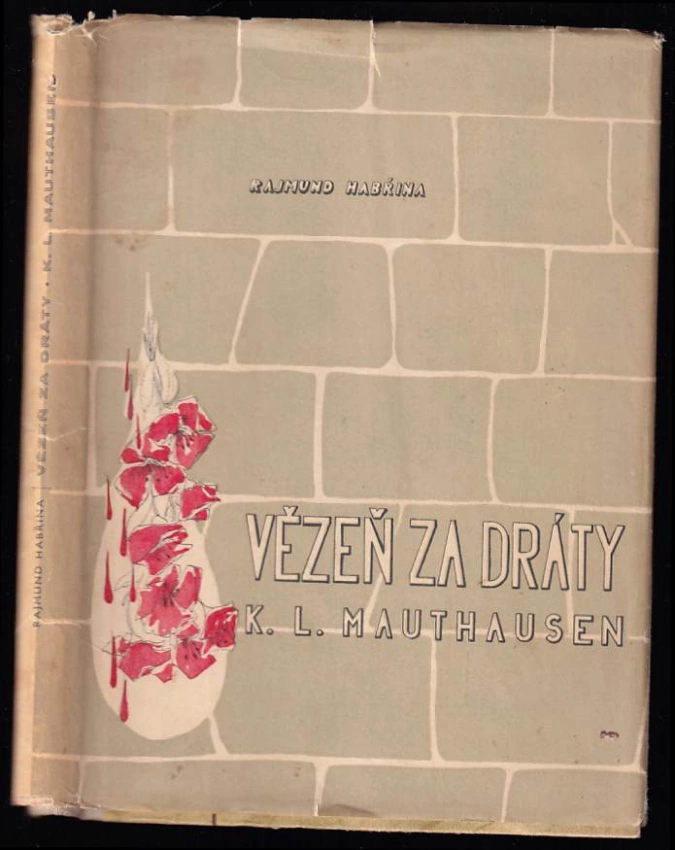 RAJMUND HABŘINA
VĚZEŇ ZA DRÁTY
K. L. MAUTHAUSEN
RAJMUND HABŘINA | VĚZEŇ ZA DRÁTY · K. L. MAUTHAUSEN